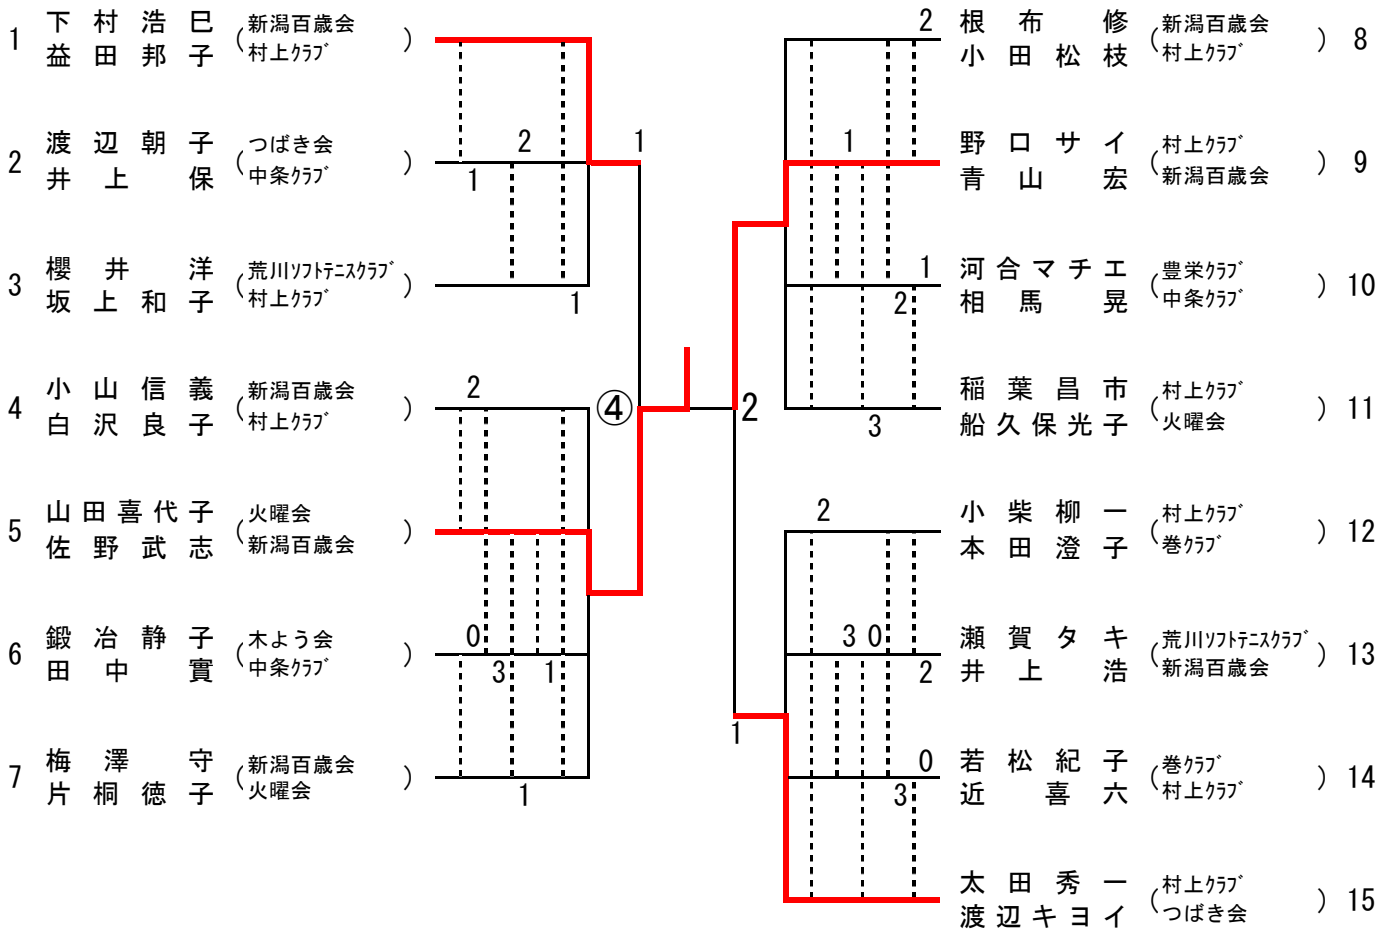 1 下村浩巳 (新潟百歳会
益田邦子 村上ｸﾗﾌﾞ)
2 渡辺朝子 (つばき会
井上保 中条ｸﾗﾌﾞ)
3 櫻井洋 (荒川ｿﾌﾄﾃﾆｽｸﾗﾌﾞ
坂上和子 村上ｸﾗﾌﾞ)
4 小山信義 (新潟百歳会
白沢良子 村上ｸﾗﾌﾞ)
5 山田喜代子 (火曜会
佐野武志 新潟百歳会)
6 鍛冶静子 (木よう会
田中實 中条ｸﾗﾌﾞ)
7 梅澤守 (新潟百歳会
片桐徳子 火曜会)
2
1
1
1
2
④
0
3 1
1
2
2
1
1
2
3
2
3 0
2
0
3
1
根布修 (新潟百歳会
小田松枝 村上ｸﾗﾌﾞ) 8
野口サイ (村上ｸﾗﾌﾞ
青山宏 新潟百歳会) 9
河合マチエ (豊栄ｸﾗﾌﾞ
相馬晃 中条ｸﾗﾌﾞ) 10
稲葉昌市 (村上ｸﾗﾌﾞ
船久保光子 火曜会) 11
小柴柳一 (村上ｸﾗﾌﾞ
本田澄子 巻ｸﾗﾌﾞ) 12
瀬賀タキ (荒川ｿﾌﾄﾃﾆｽｸﾗﾌﾞ
井上浩 新潟百歳会) 13
若松紀子 (巻ｸﾗﾌﾞ
近喜六 村上ｸﾗﾌﾞ) 14
太田秀一 (村上ｸﾗﾌﾞ
渡辺キヨイ つばき会) 15